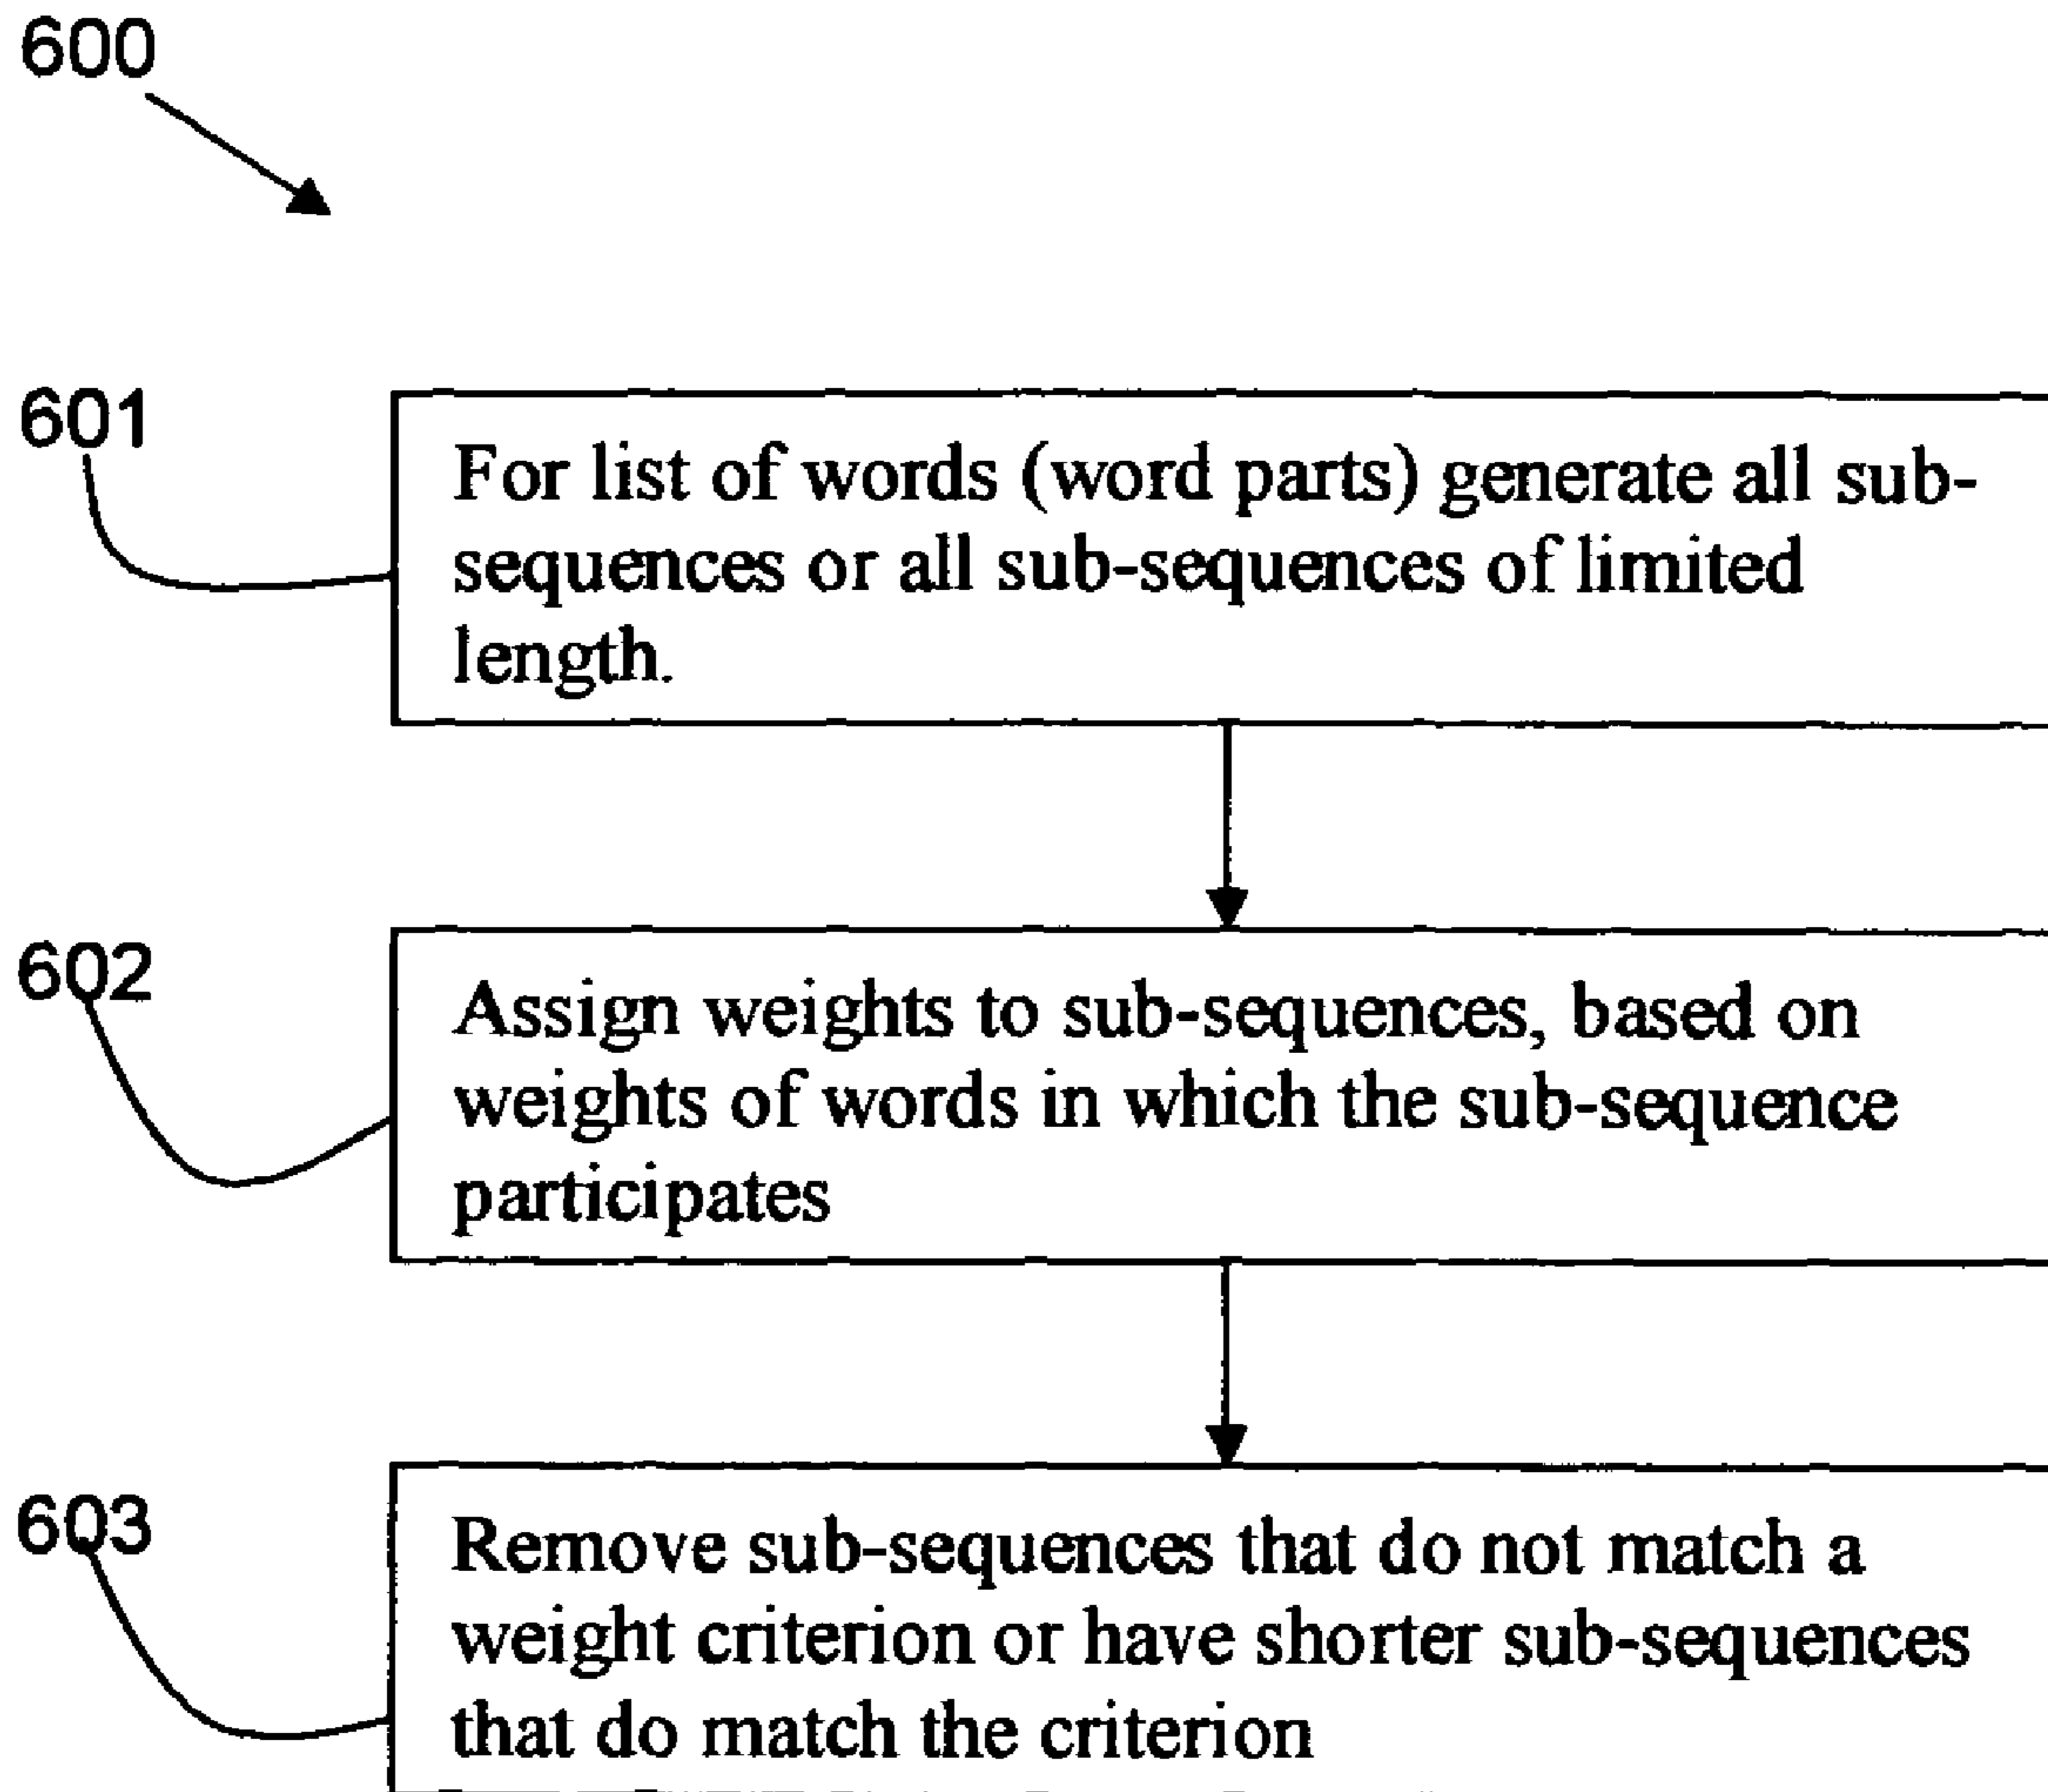 600
601
For list of words (word parts) generate all sub-
sequences or all sub-sequences of limited
length.
602
Assign weights to sub-sequences, based on
weights of words in which the sub-sequence
participates
603
Remove sub-sequences that do not match a
weight criterion or have shorter sub-sequences
that do match the criterion